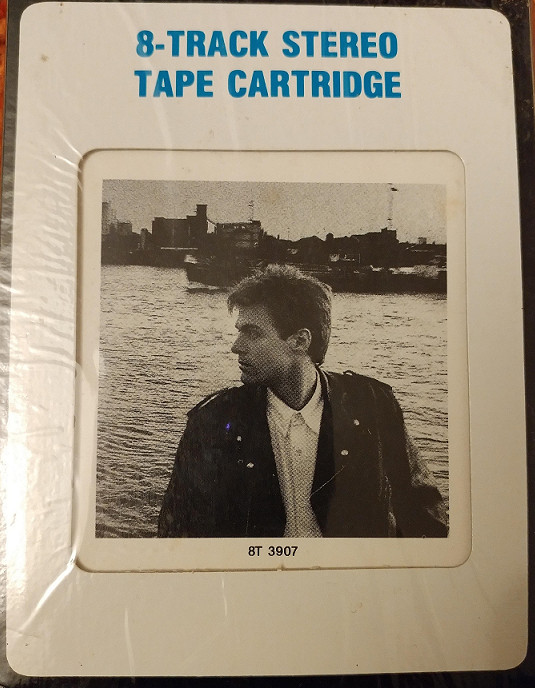 8-TRACK STEREO
TAPE CARTRIDGE
8T 3907